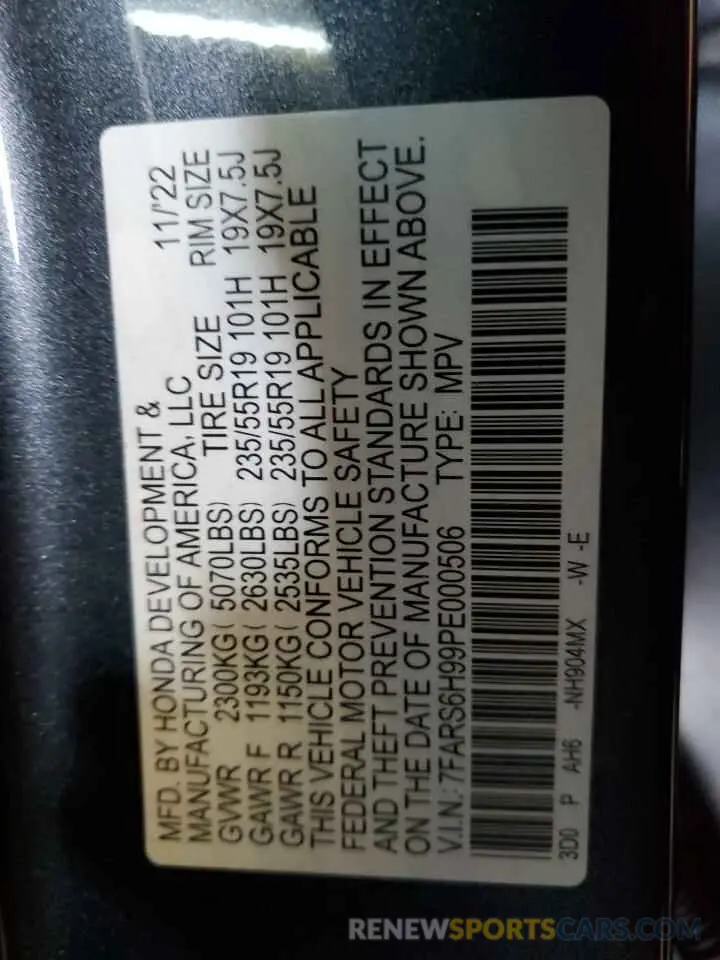 MFD. BY HONDA DEVELOPMENT &
MANUFACTURING OF AMERICA, LLC 11/'22
GVWR 2300KG( 5070LBS) TIRE SIZE RIM SIZE
GAWR F 1193KG( 2630LBS) 235/55R19 101H 19X7.5J
GAWR R 1150KG( 2535LBS) 235/55R19 101H 19X7.5J
THIS VEHICLE CONFORMS TO ALL APPLICABLE
FEDERAL MOTOR VEHICLE SAFETY
AND THEFT PREVENTION STANDARDS IN EFFECT
ON THE DATE OF MANUFACTURE SHOWN ABOVE.
V.I.N.: 7FARS6H99PE000506 TYPE: MPV
3D0 P AH6 -NH904MX -W -E
RENEWSPORTSCARS.COM